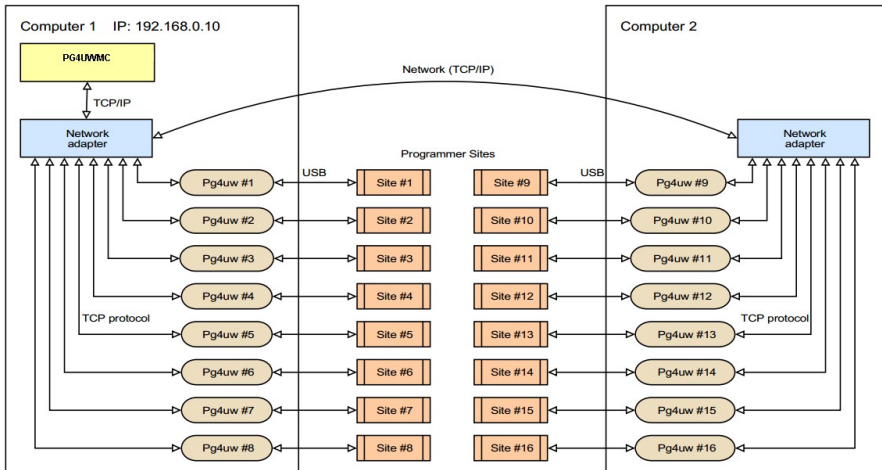 Computer 1 IP: 192.168.0.10
Computer 2
PG4UWMC
TCP/IP
Network (TCP/IP)
Network
adapter
Network
adapter
Programmer Sites
Pg4uw #1
USB
Site #1
Site #9
USB
Pg4uw #9
Pg4uw #2
Site #2
Site #10
Pg4uw #10
Pg4uw #3
Site #3
Site #11
Pg4uw #11
Pg4uw #4
Site #4
Site #12
Pg4uw #12
TCP protocol
TCP protocol
Pg4uw #5
Site #5
Site #13
Pg4uw #13
Pg4uw #6
Site #6
Site #14
Pg4uw #14
Pg4uw #7
Site #7
Site #15
Pg4uw #15
Pg4uw #8
Site #8
Site #16
Pg4uw #16